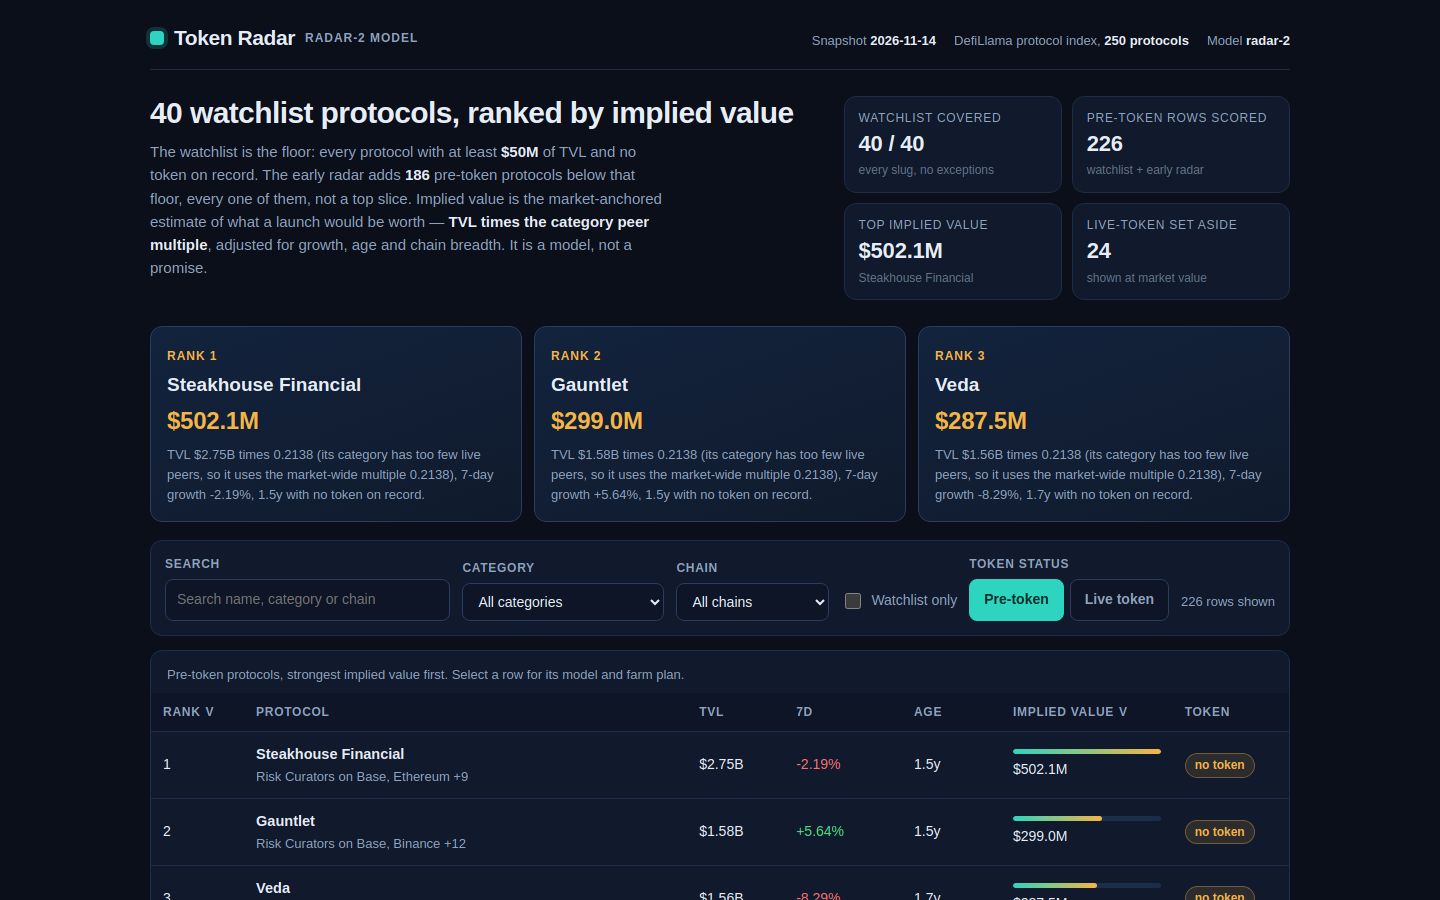 Token Radar RADAR-2 MODEL
Snapshot 2026-11-14 DefiLlama protocol index, 250 protocols Model radar-2
40 watchlist protocols, ranked by implied value
The watchlist is the floor: every protocol with at least $50M of TVL and no
token on record. The early radar adds 186 pre-token protocols below that
floor, every one of them, not a top slice. Implied value is the market-anchored
estimate of what a launch would be worth — TVL times the category peer
multiple, adjusted for growth, age and chain breadth. It is a model, not a
promise.
WATCHLIST COVERED
40 / 40
every slug, no exceptions
PRE-TOKEN ROWS SCORED
226
watchlist + early radar
TOP IMPLIED VALUE
$502.1M
Steakhouse Financial
LIVE-TOKEN SET ASIDE
24
shown at market value
RANK 1
Steakhouse Financial
$502.1M
TVL $2.75B times 0.2138 (its category has too few live
peers, so it uses the market-wide multiple 0.2138), 7-day
growth -2.19%, 1.5y with no token on record.
RANK 2
Gauntlet
$299.0M
TVL $1.58B times 0.2138 (its category has too few live
peers, so it uses the market-wide multiple 0.2138), 7-day
growth +5.64%, 1.5y with no token on record.
RANK 3
Veda
$287.5M
TVL $1.56B times 0.2138 (its category has too few live
peers, so it uses the market-wide multiple 0.2138), 7-day
growth -8.29%, 1.7y with no token on record.
SEARCH
Search name, category or chain
CATEGORY
All categories
CHAIN
All chains
Watchlist only
TOKEN STATUS
Pre-token Live token
226 rows shown
Pre-token protocols, strongest implied value first. Select a row for its model and farm plan.
RANK V PROTOCOL TVL 7D AGE IMPLIED VALUE V TOKEN
1 Steakhouse Financial $2.75B -2.19% 1.5y $502.1M no token
Risk Curators on Base, Ethereum +9
2 Gauntlet $1.58B +5.64% 1.5y $299.0M no token
Risk Curators on Base, Binance +12
3 Veda $1.56B -8.29% 1.7y $287.5M no token